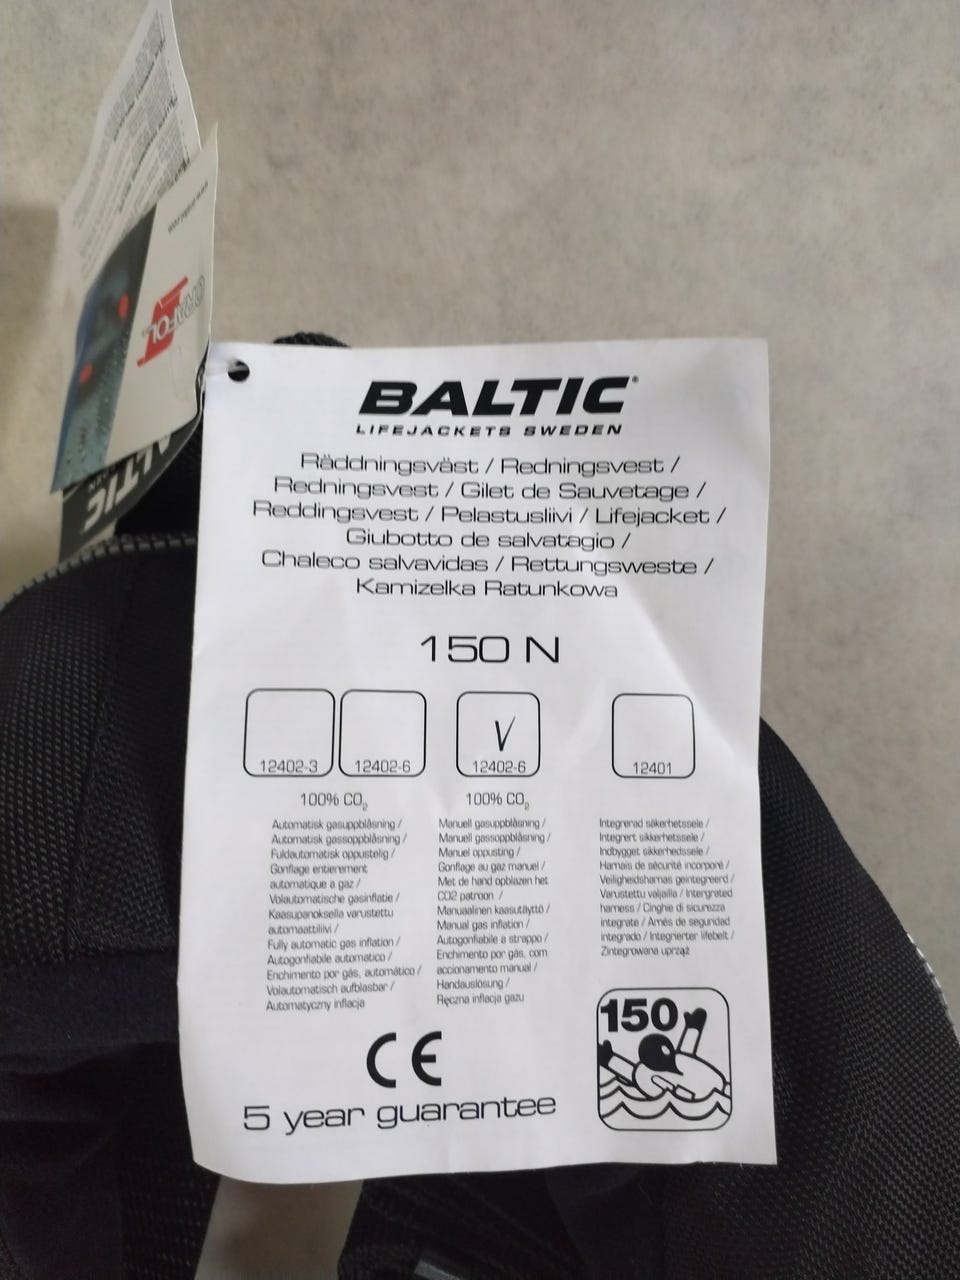 BALTIC®
LIFEJACKETS SWEDEN
Räddningsväst / Redningsvest /
Redningsvest / Gilet de Sauvetage /
Reddingsvest / Pelastusliivi / Lifejacket /
Giubotto de salvatagio /
Chaleco salvavidas / Rettungsweste /
Kamizelka Ratunkowa
150 N
12402-3
12402-6
V
12402-6
12401
100% CO2
Automatisk gasuppblåsning /
Automatisk gassoppblåsning /
Fuldautomatisk oppustelig /
Gonflage entierement
automatique a gaz /
Volautomatische gasinflatie /
Kaasupanoksella varustettu
automaattiliivi /
Fully automatic gas inflation /
Autogonfiabile automatico /
Enchimento por gás, automático /
Volautomatisch aufblasbar /
Automatyczny inflacja
100% CO2
Manuell gasuppblåsning /
Manuell gassoppblåsning /
Manuel oppusting /
Gonflage au gaz manuel /
Met de hand opblazen het
CO2 patroon /
Manuaalinen kaasutäyttö /
Manual gas inflation /
Autogonfiabile a strappo /
Enchimento por gás, com
accionamento manual /
Handauslösung /
Ręczna inflacja gazu
Integrerad säkerhetssele /
Integrert sikkerhetssele /
Indbygget sikkerhedssele /
Harnais de sécurité incorporé /
Veiligheidsharnas geintegreerd /
Varustettu valjailla / Intergrated
harness / Cinghie di sicurezza
integrate / Arnés de seguridad
integrado / Integrierter lifebelt /
Zintegrowana uprząż
CE
5 year guarantee
150
ORAFOL